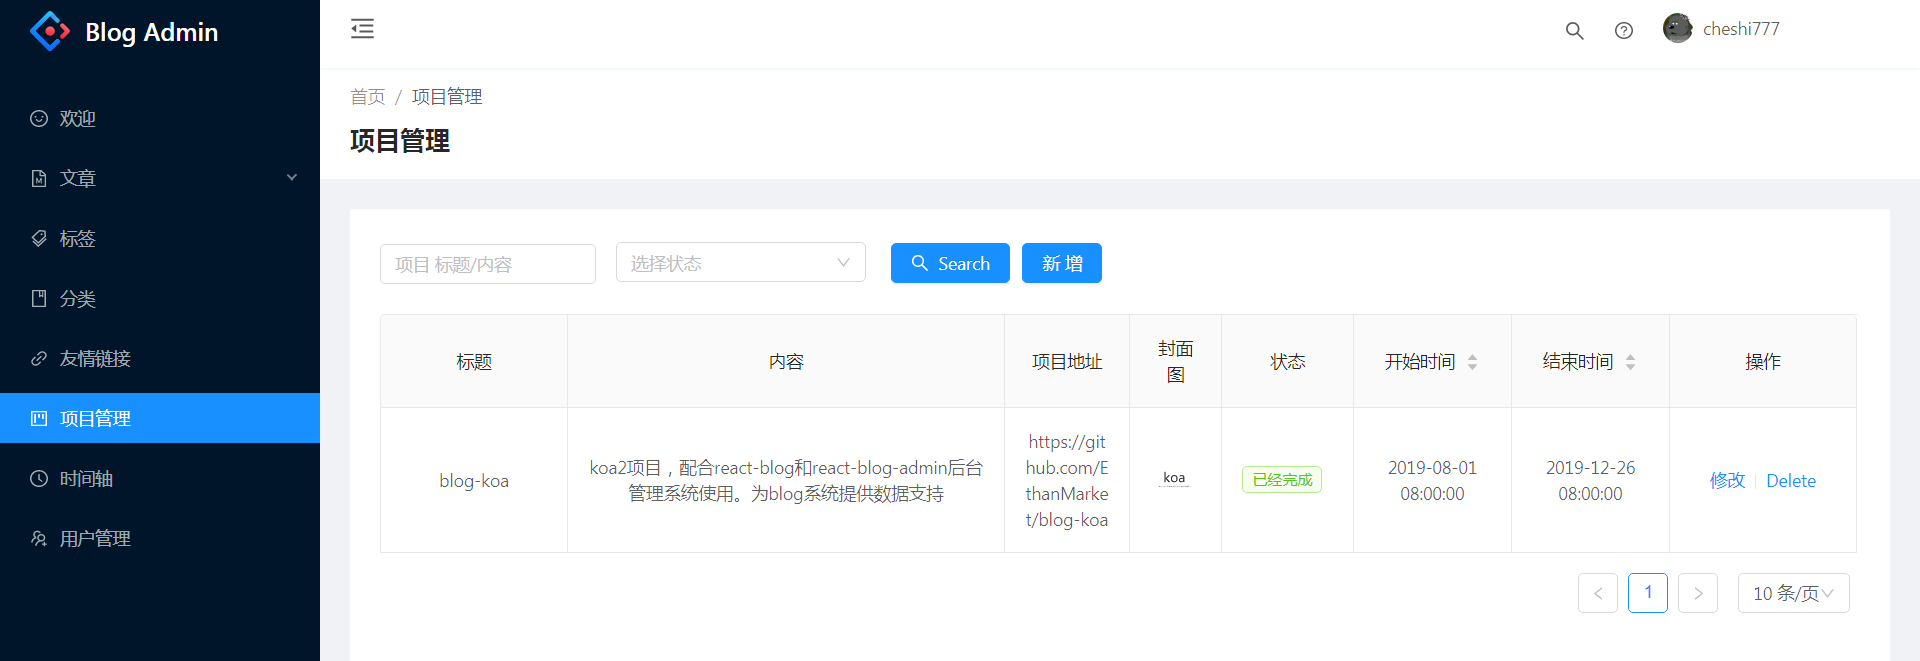 Blog Admin
欢迎
文章
标签
分类
友情链接
项目管理
时间轴
用户管理
cheshi777
首页 / 项目管理
项目管理
项目 标题/内容
选择状态
Search
新 增
标题
内容
项目地址
封面
图
状态
开始时间
结束时间
操作
blog-koa
koa2项目，配合react-blog和react-blog-admin后台
管理系统使用。为blog系统提供数据支持
https://git
hub.com/E
thanMarke
t/blog-koa
koa
已经完成
2019-08-01
08:00:00
2019-12-26
08:00:00
修改
Delete
1
10 条/页